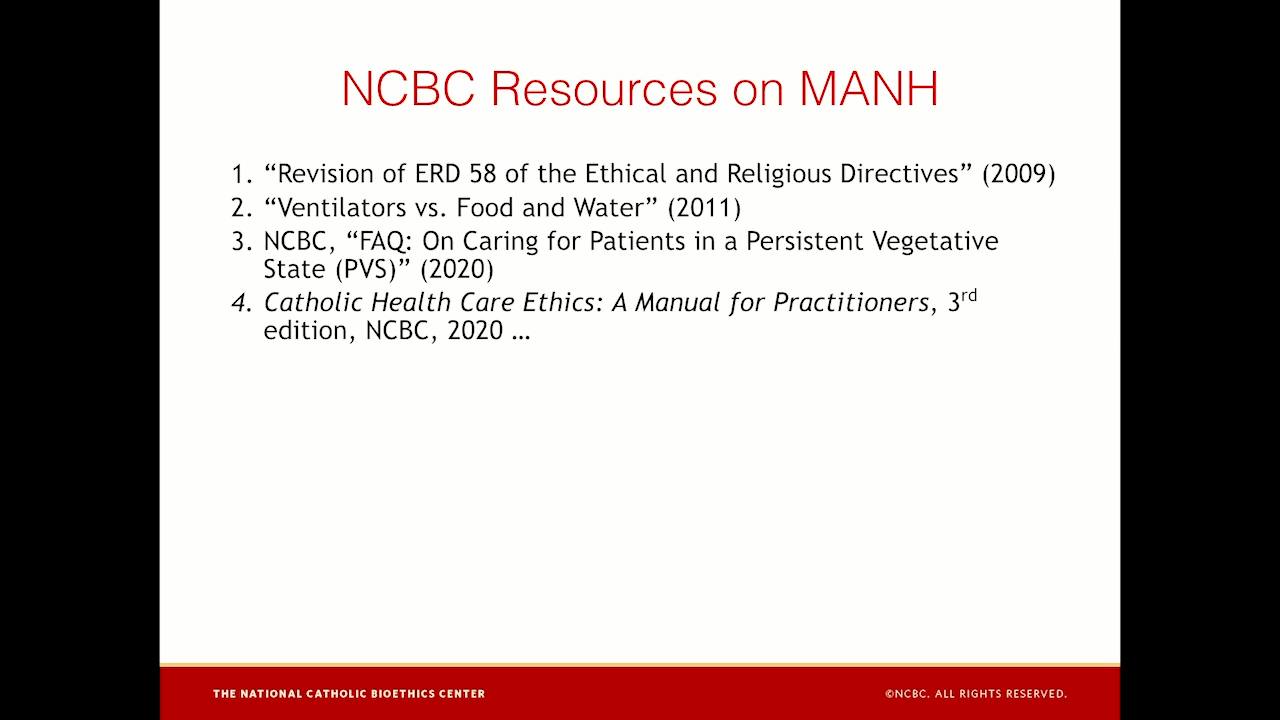 NCBC Resources on MANH
1. “Revision of ERD 58 of the Ethical and Religious Directives” (2009)
2. “Ventilators vs. Food and Water” (2011)
3. NCBC, “FAQ: On Caring for Patients in a Persistent Vegetative
State (PVS)” (2020)
4. Catholic Health Care Ethics: A Manual for Practitioners, 3rd
edition, NCBC, 2020 …
THE NATIONAL CATHOLIC BIOETHICS CENTER
©NCBC. ALL RIGHTS RESERVED.